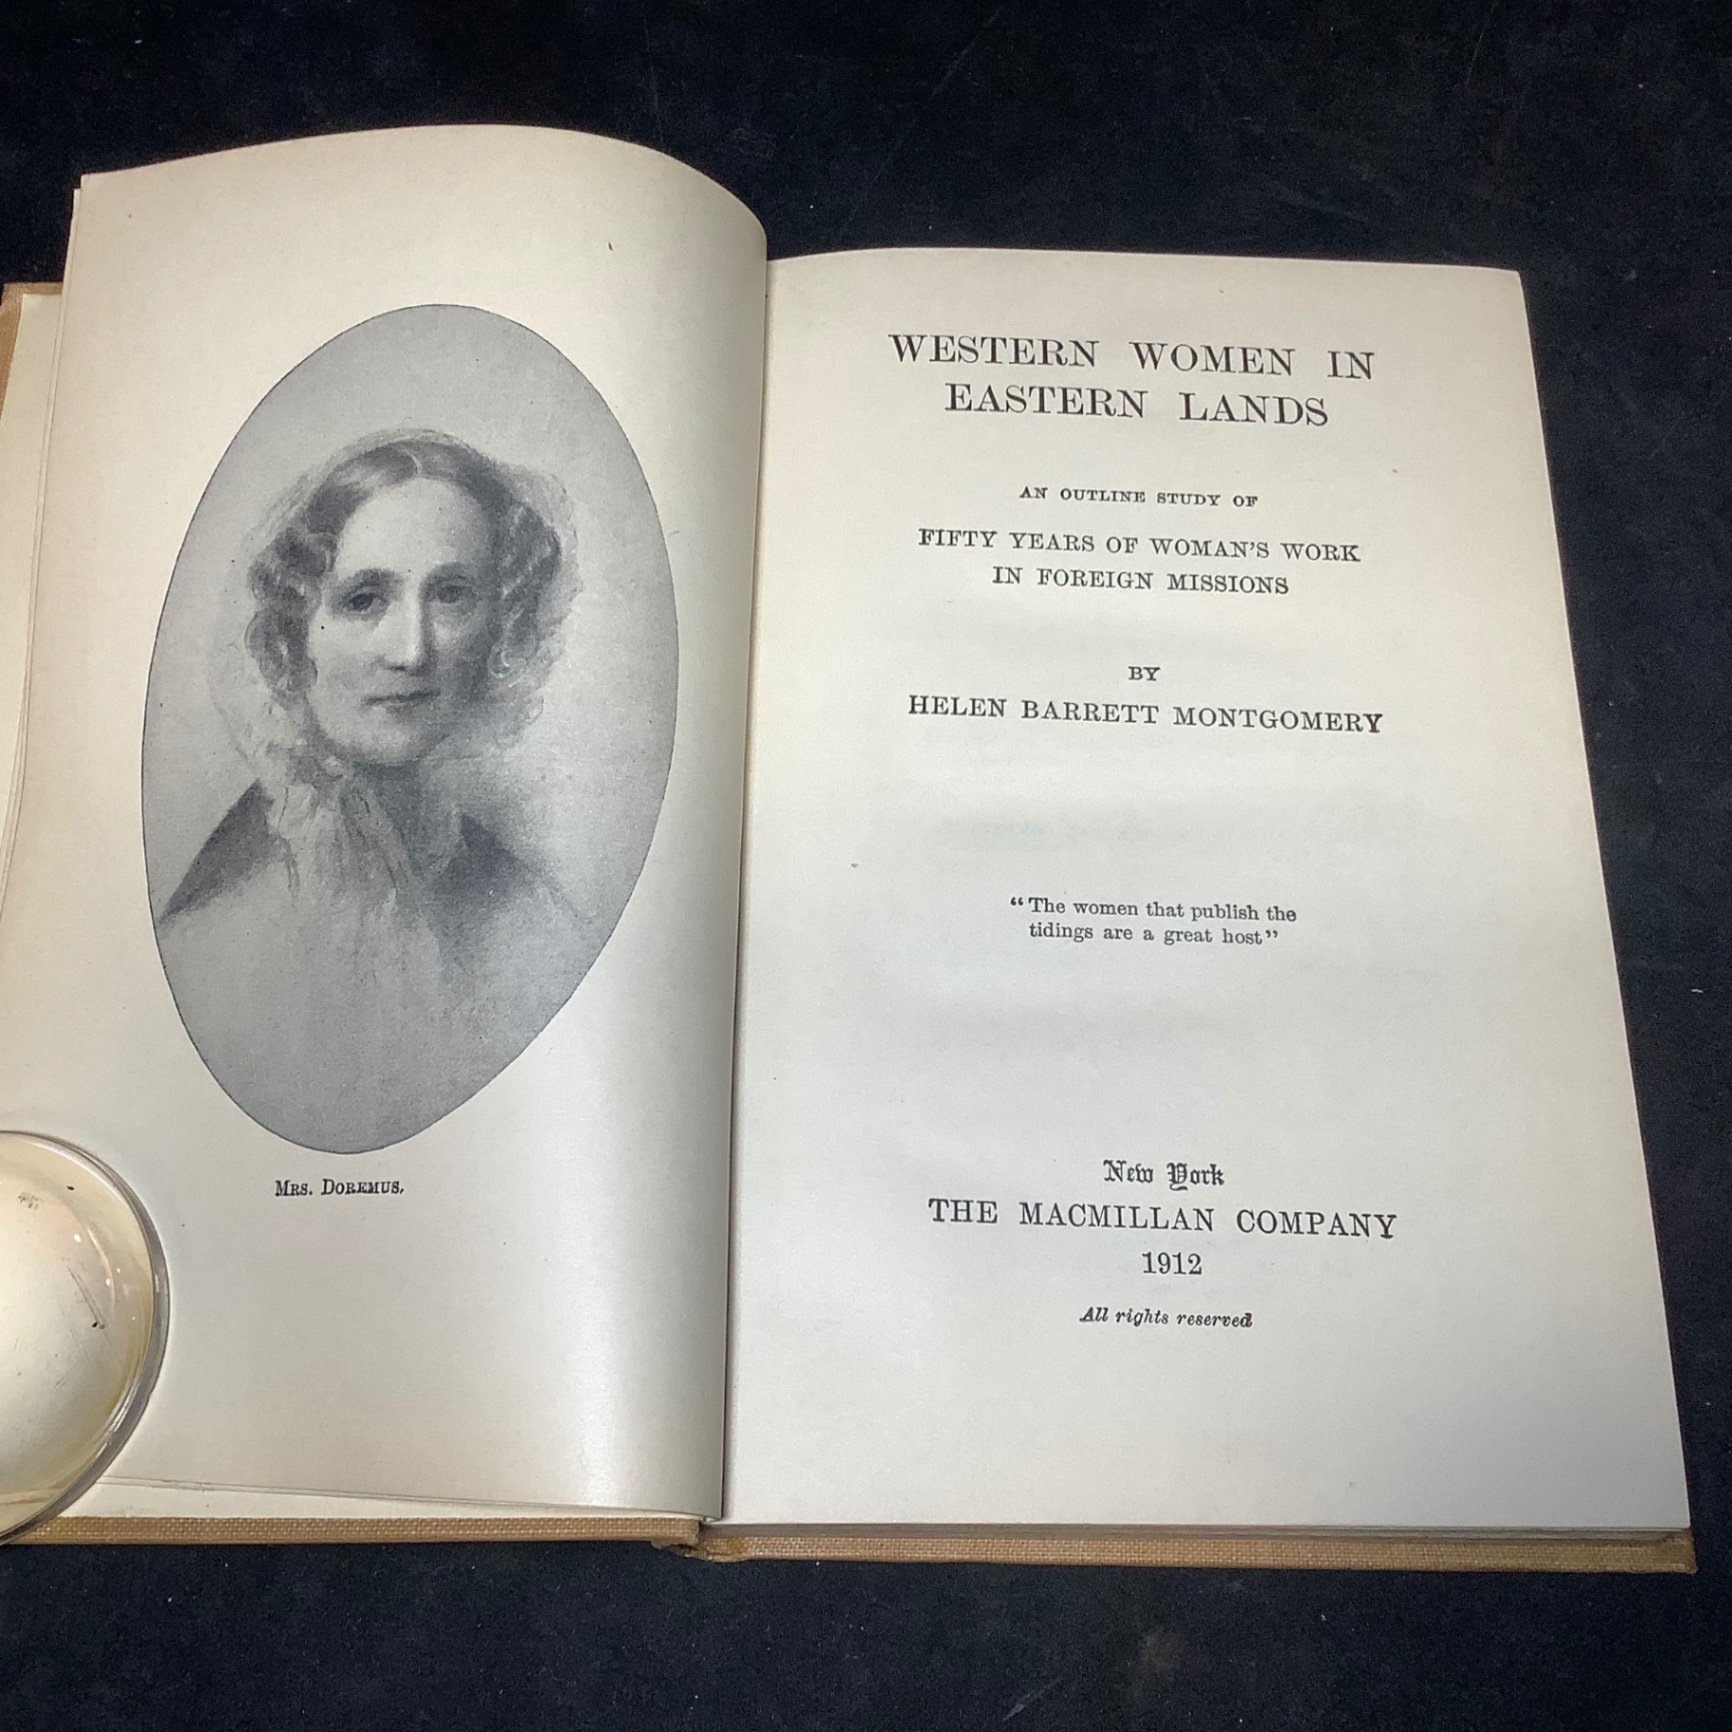 MRS. DOREMUS.
WESTERN WOMEN IN
EASTERN LANDS
AN OUTLINE STUDY OF
FIFTY YEARS OF WOMAN'S WORK
IN FOREIGN MISSIONS
BY
HELEN BARRETT MONTGOMERY
"The women that publish the
tidings are a great host"
New York
THE MACMILLAN COMPANY
1912
All rights reserved